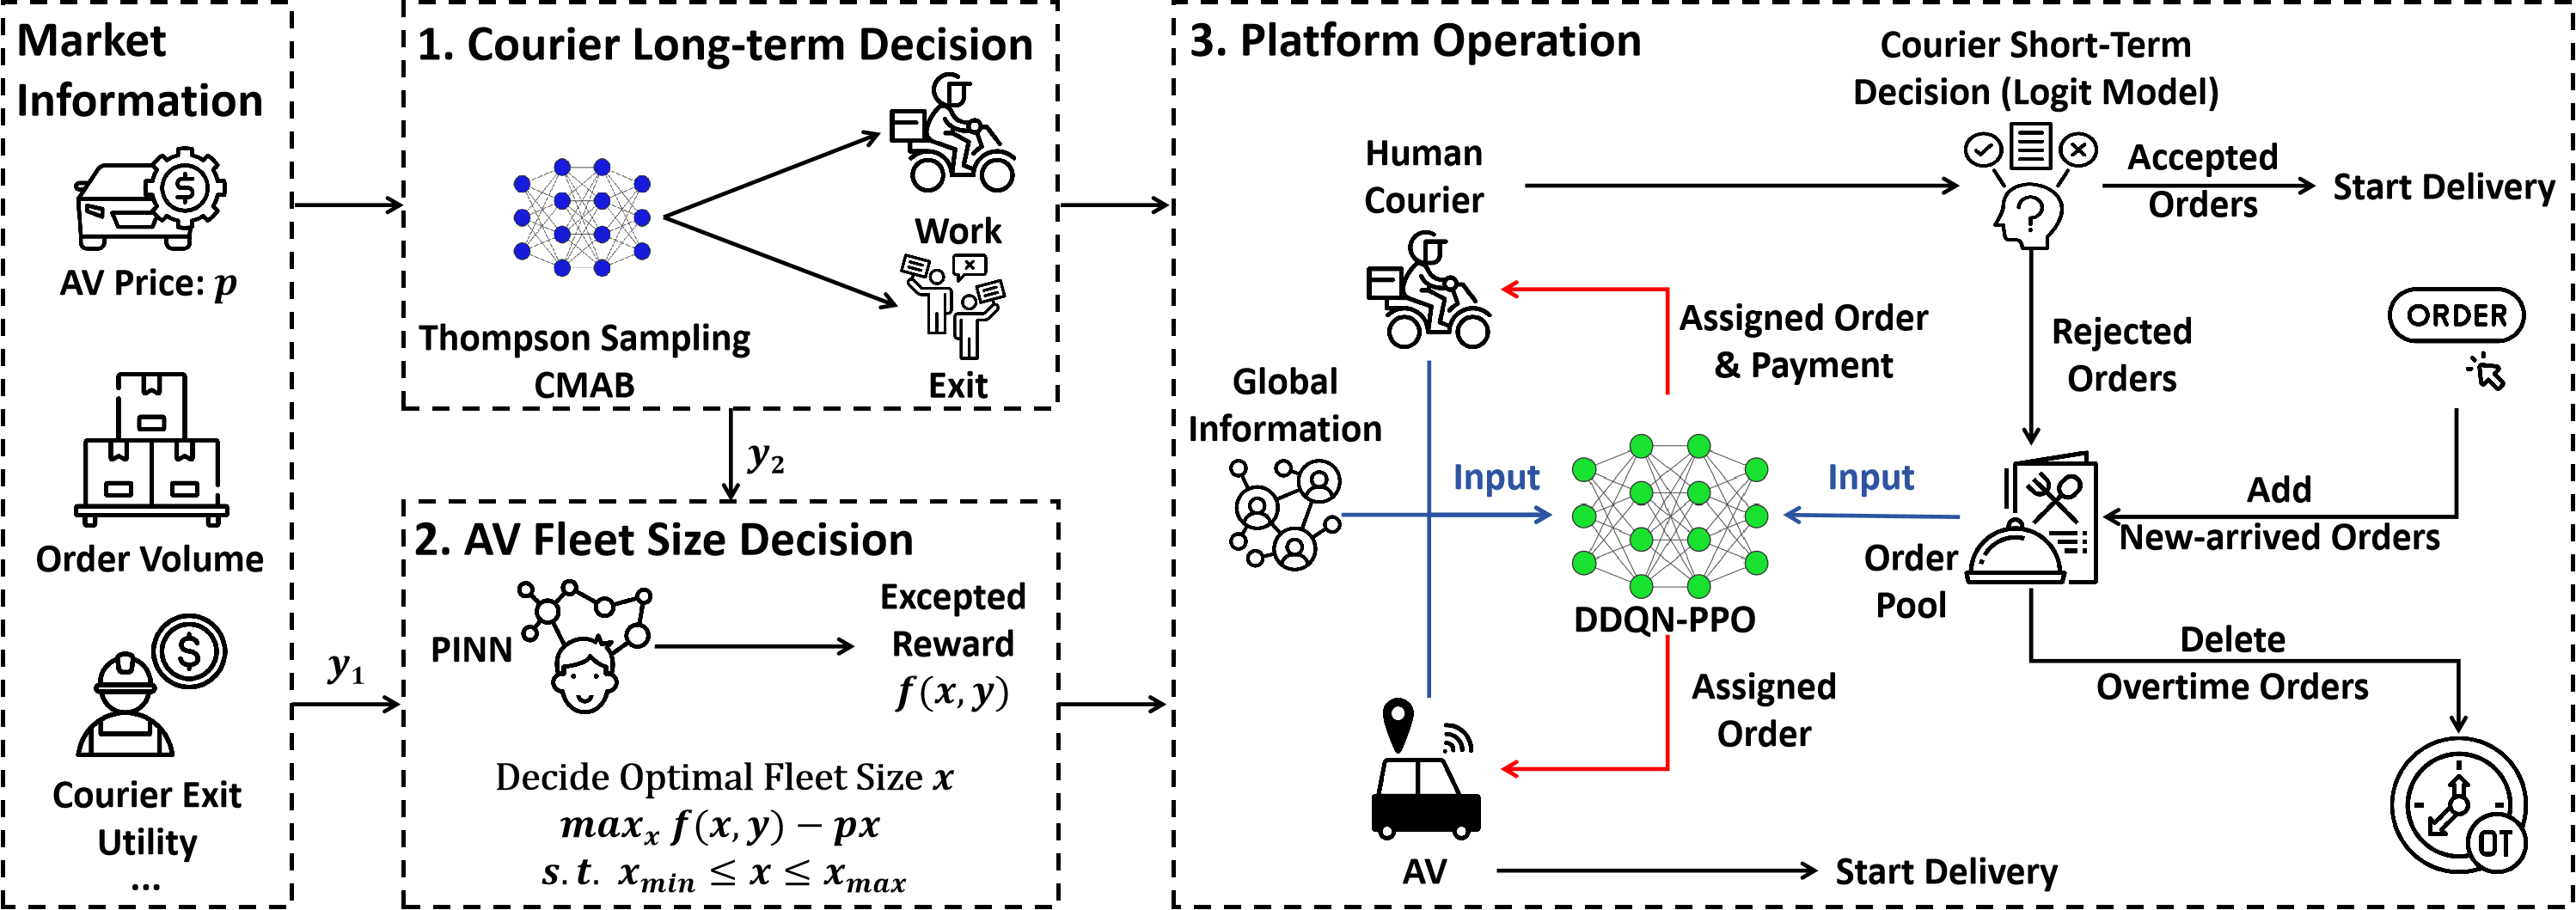 Market
Information
AV Price: p
Order Volume
Courier Exit
Utility
...
1. Courier Long-term Decision
Work
Thompson Sampling
CMAB
Exit
y₂
y₁
2. AV Fleet Size Decision
PINN
Excepted
Reward
f(x, y)
Decide Optimal Fleet Size x
maxₓ f(x, y) − px
s.t. x_min ≤ x ≤ x_max
3. Platform Operation
Courier Short-Term
Decision (Logit Model)
Human
Courier
?
Accepted
Orders
Start Delivery
Assigned Order
& Payment
Rejected
Orders
ORDER
Global
Information
Input
Input
Add
New-arrived Orders
Order
Pool
DDQN-PPO
Delete
Overtime Orders
Assigned
Order
OT
AV
Start Delivery